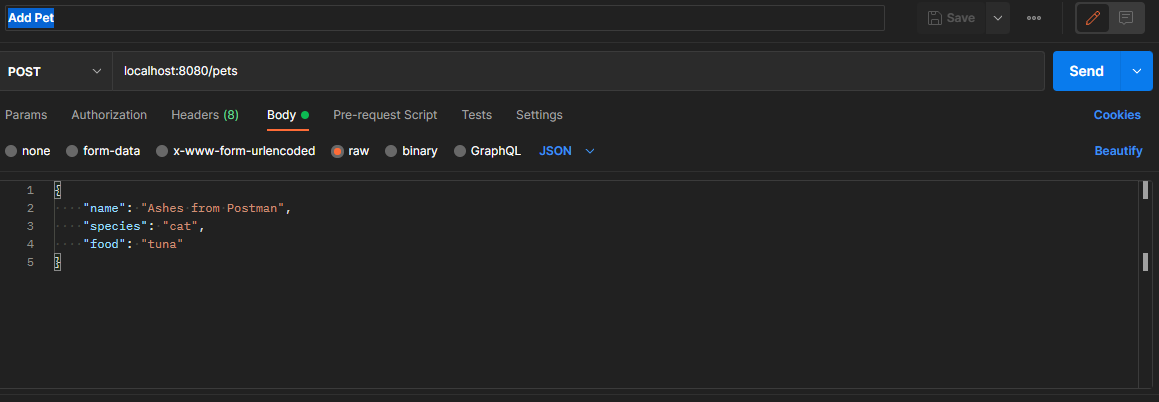 Add Pet
Save
POST
localhost:8080/pets
Send
Params Authorization Headers (8) Body Pre-request Script Tests Settings Cookies
none form-data x-www-form-urlencoded raw binary GraphQL JSON Beautify
1 {
2 "name": "Ashes from Postman",
3 "species": "cat",
4 "food": "tuna"
5 }